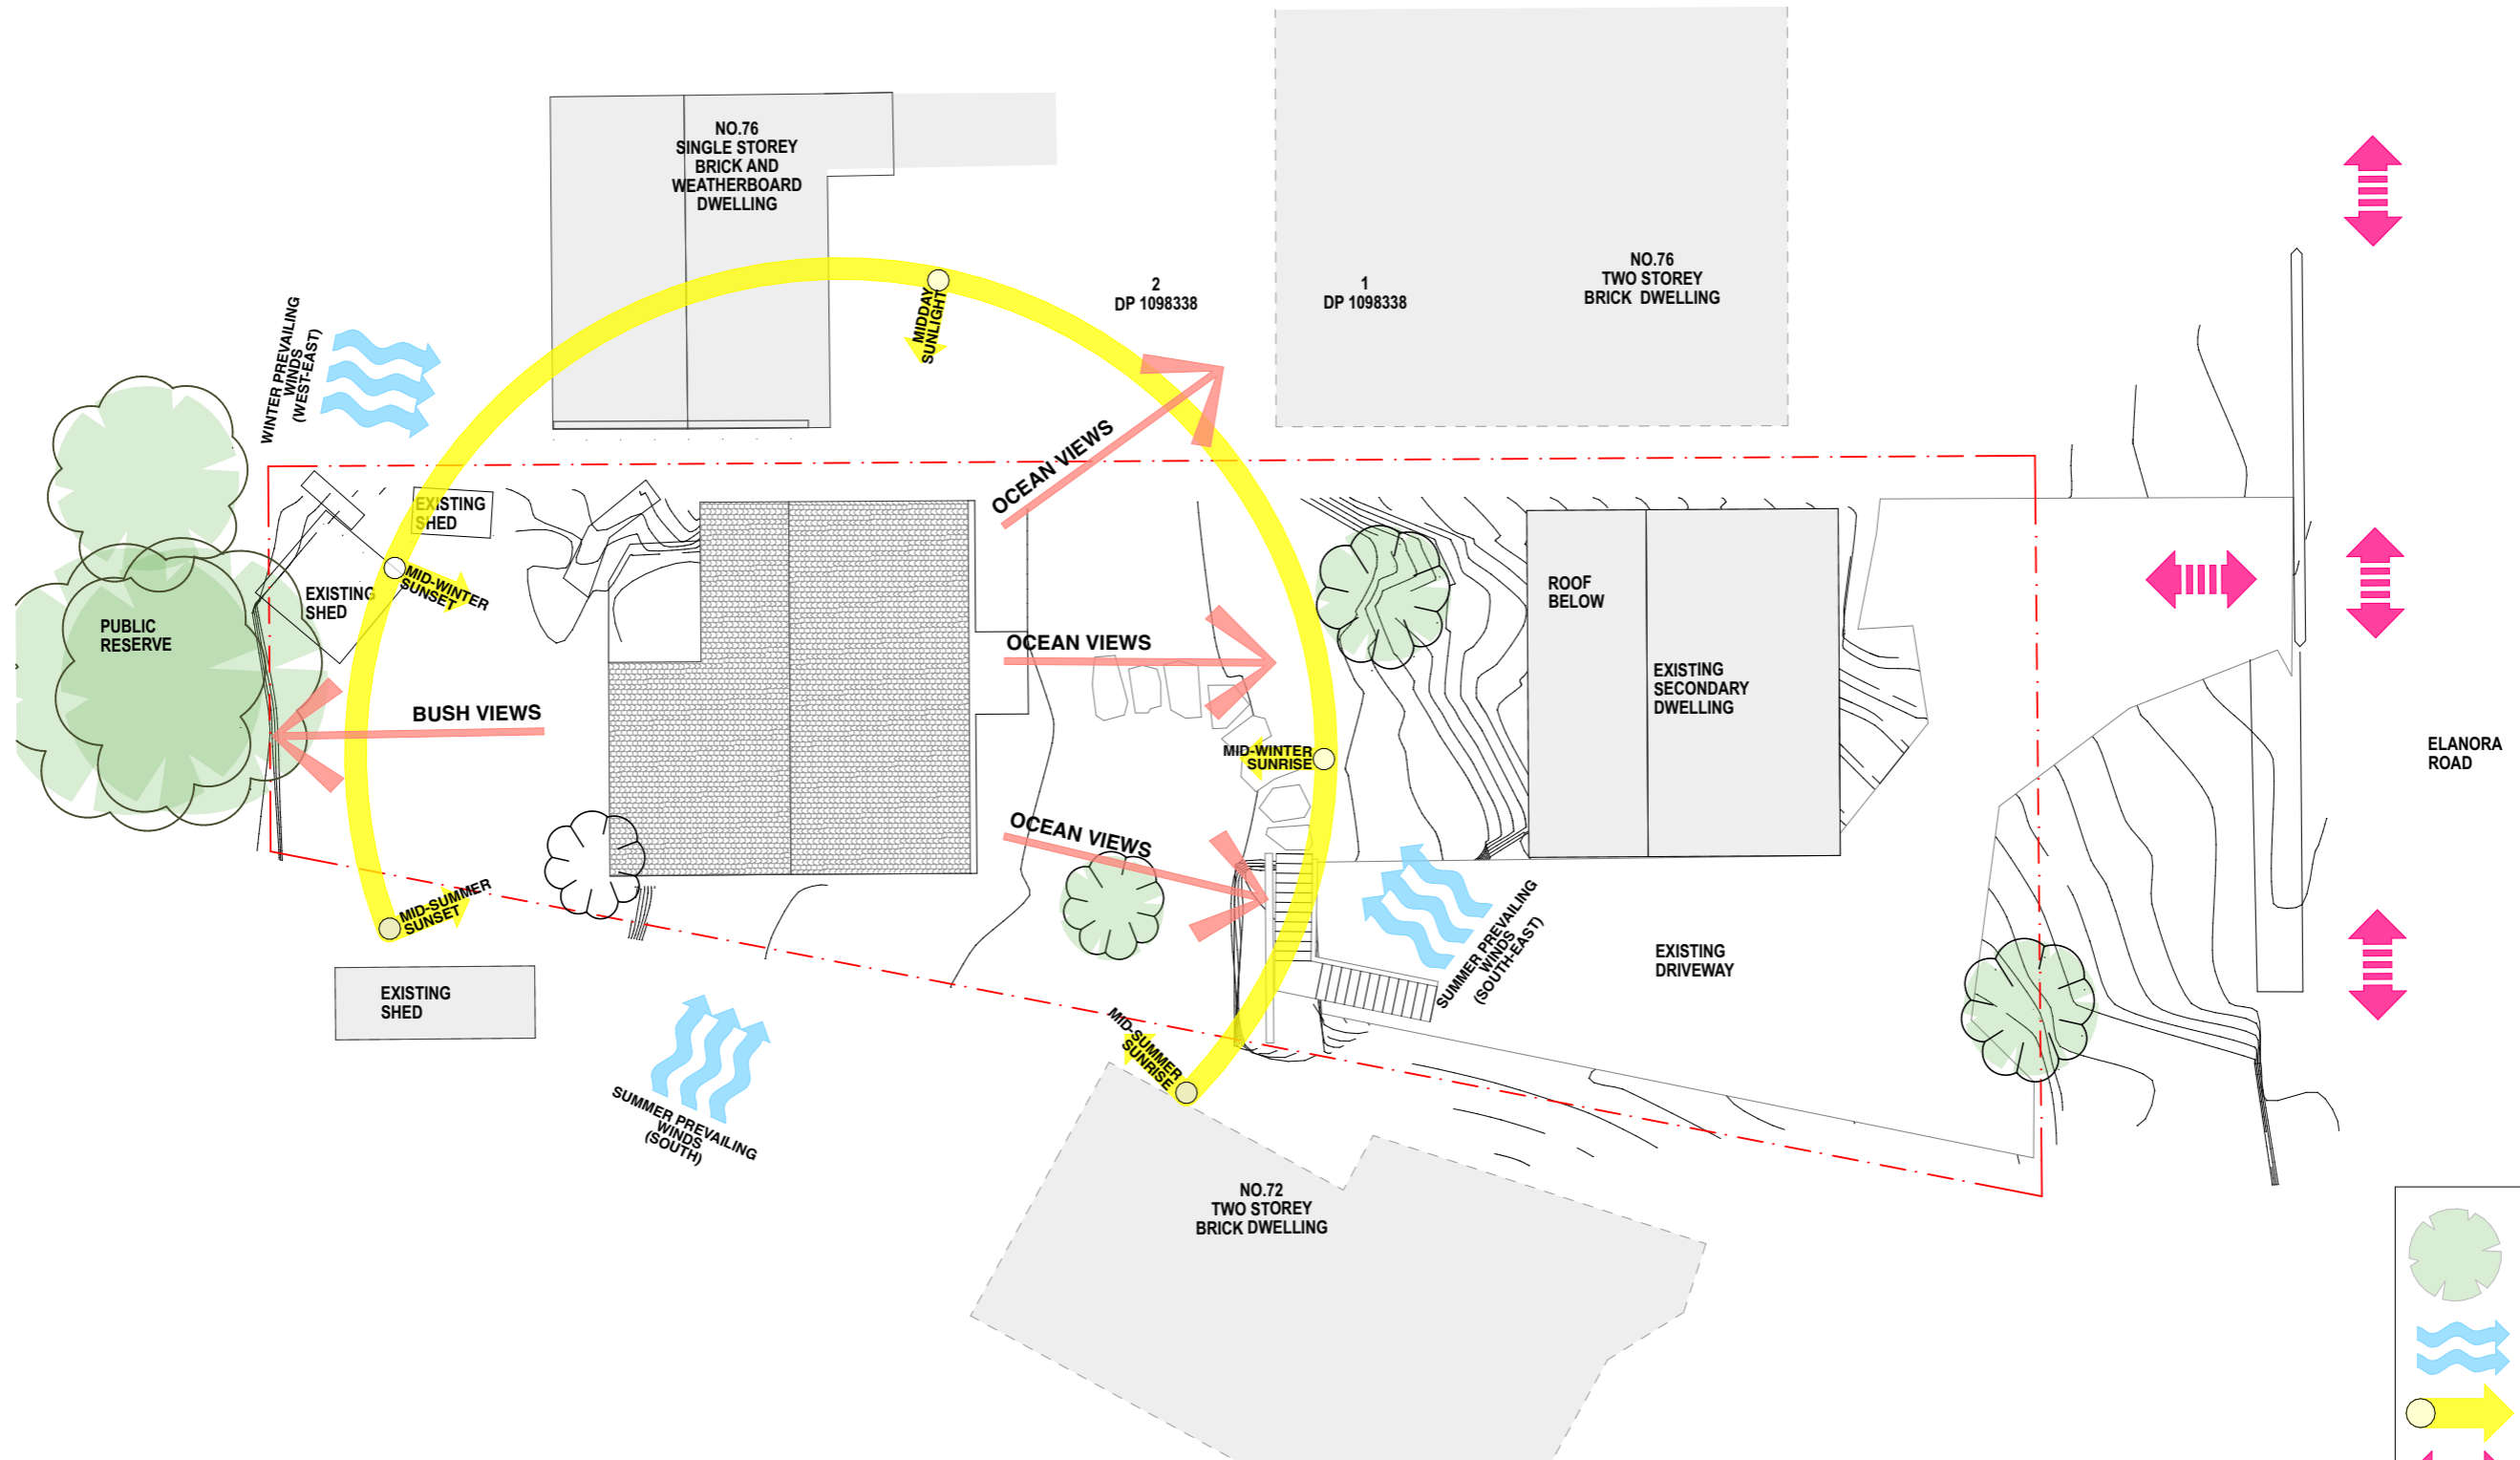 NO.76
SINGLE STOREY
BRICK AND
WEATHERBOARD
DWELLING
NO.76
TWO STOREY
BRICK DWELLING
2
DP 1098338
1
DP 1098338
MIDDAY
SUNLIGHT
WINTER PREVAILING
WINDS
(WEST-EAST)
OCEAN VIEWS
EXISTING
SHED
MID-WINTER
SUNSET
EXISTING
SHED
PUBLIC
RESERVE
ROOF
BELOW
OCEAN VIEWS
EXISTING
SECONDARY
DWELLING
BUSH VIEWS
MID-WINTER
SUNRISE
ELANORA
ROAD
OCEAN VIEWS
MID-SUMMER
SUNSET
SUMMER PREVAILING
WINDS
(SOUTH-EAST)
EXISTING
DRIVEWAY
EXISTING
SHED
MID-SUMMER
SUNRISE
SUMMER PREVAILING
WINDS
(SOUTH)
NO.72
TWO STOREY
BRICK DWELLING